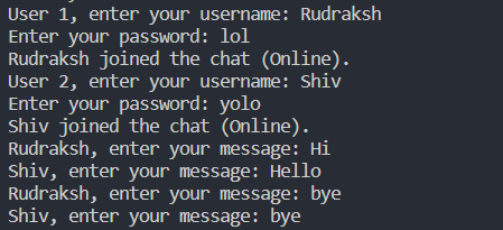 User 1, enter your username: Rudraksh
Enter your password: lol
Rudraksh joined the chat (Online).
User 2, enter your username: Shiv
Enter your password: yolo
Shiv joined the chat (Online).
Rudraksh, enter your message: Hi
Shiv, enter your message: Hello
Rudraksh, enter your message: bye
Shiv, enter your message: bye